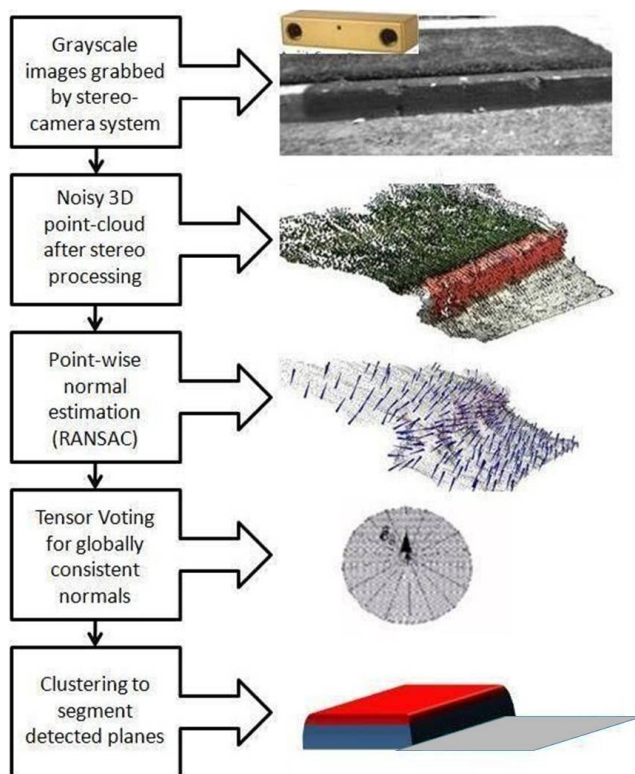 Grayscale
images grabbed
by stereo-
camera system
Noisy 3D
point-cloud
after stereo
processing
Point-wise
normal
estimation
(RANSAC)
Tensor Voting
for globally
consistent
normals
Clustering to
segment
detected planes